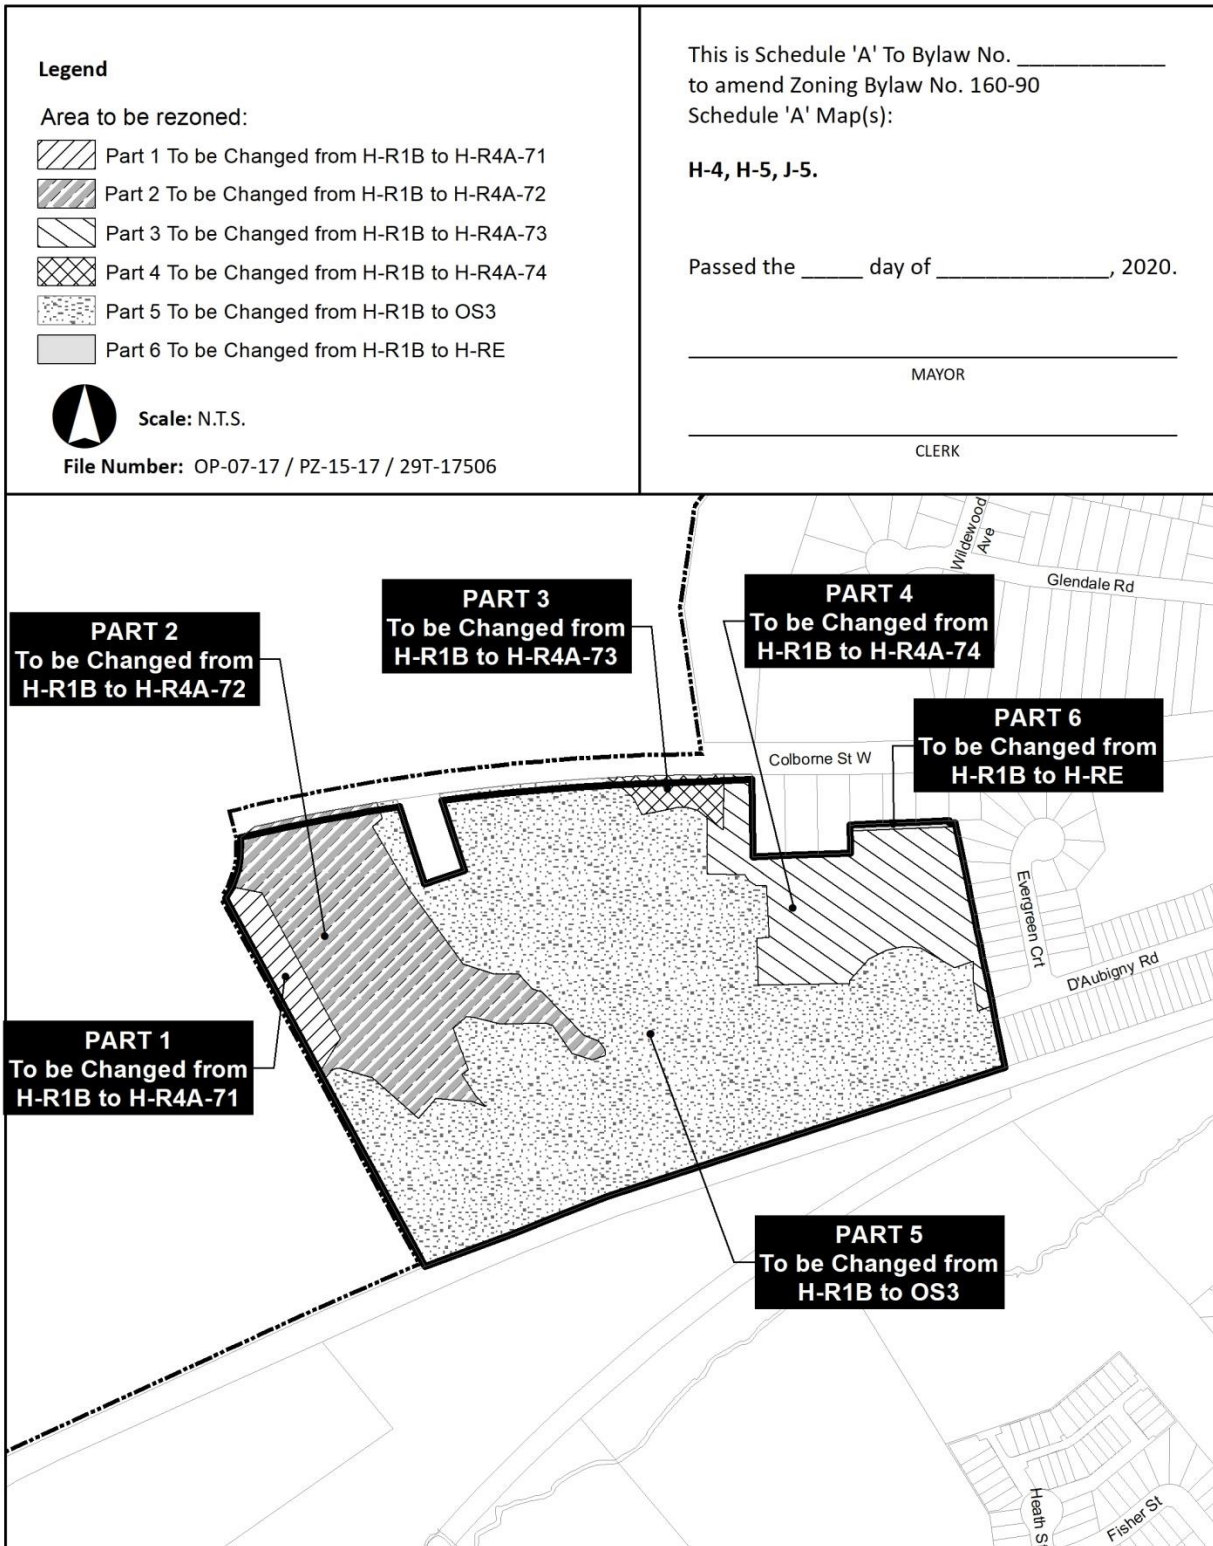 Legend
Area to be rezoned:
Part 1 To be Changed from H-R1B to H-R4A-71
Part 2 To be Changed from H-R1B to H-R4A-72
Part 3 To be Changed from H-R1B to H-R4A-73
Part 4 To be Changed from H-R1B to H-R4A-74
Part 5 To be Changed from H-R1B to OS3
Part 6 To be Changed from H-R1B to H-RE
Scale: N.T.S.
File Number: OP-07-17 / PZ-15-17 / 29T-17506
This is Schedule 'A' To Bylaw No. ____________
to amend Zoning Bylaw No. 160-90
Schedule 'A' Map(s):
H-4, H-5, J-5.
Passed the _____ day of ______________, 2020.
MAYOR
CLERK
Wildewood
Ave
Glendale Rd
PART 3
To be Changed from
H-R1B to H-R4A-73
PART 4
To be Changed from
H-R1B to H-R4A-74
PART 2
To be Changed from
H-R1B to H-R4A-72
PART 6
To be Changed from
H-R1B to H-RE
Colborne St W
Evergreen Crt
D'Aubigny Rd
PART 1
To be Changed from
H-R1B to H-R4A-71
PART 5
To be Changed from
H-R1B to OS3
Heath St
Fisher St